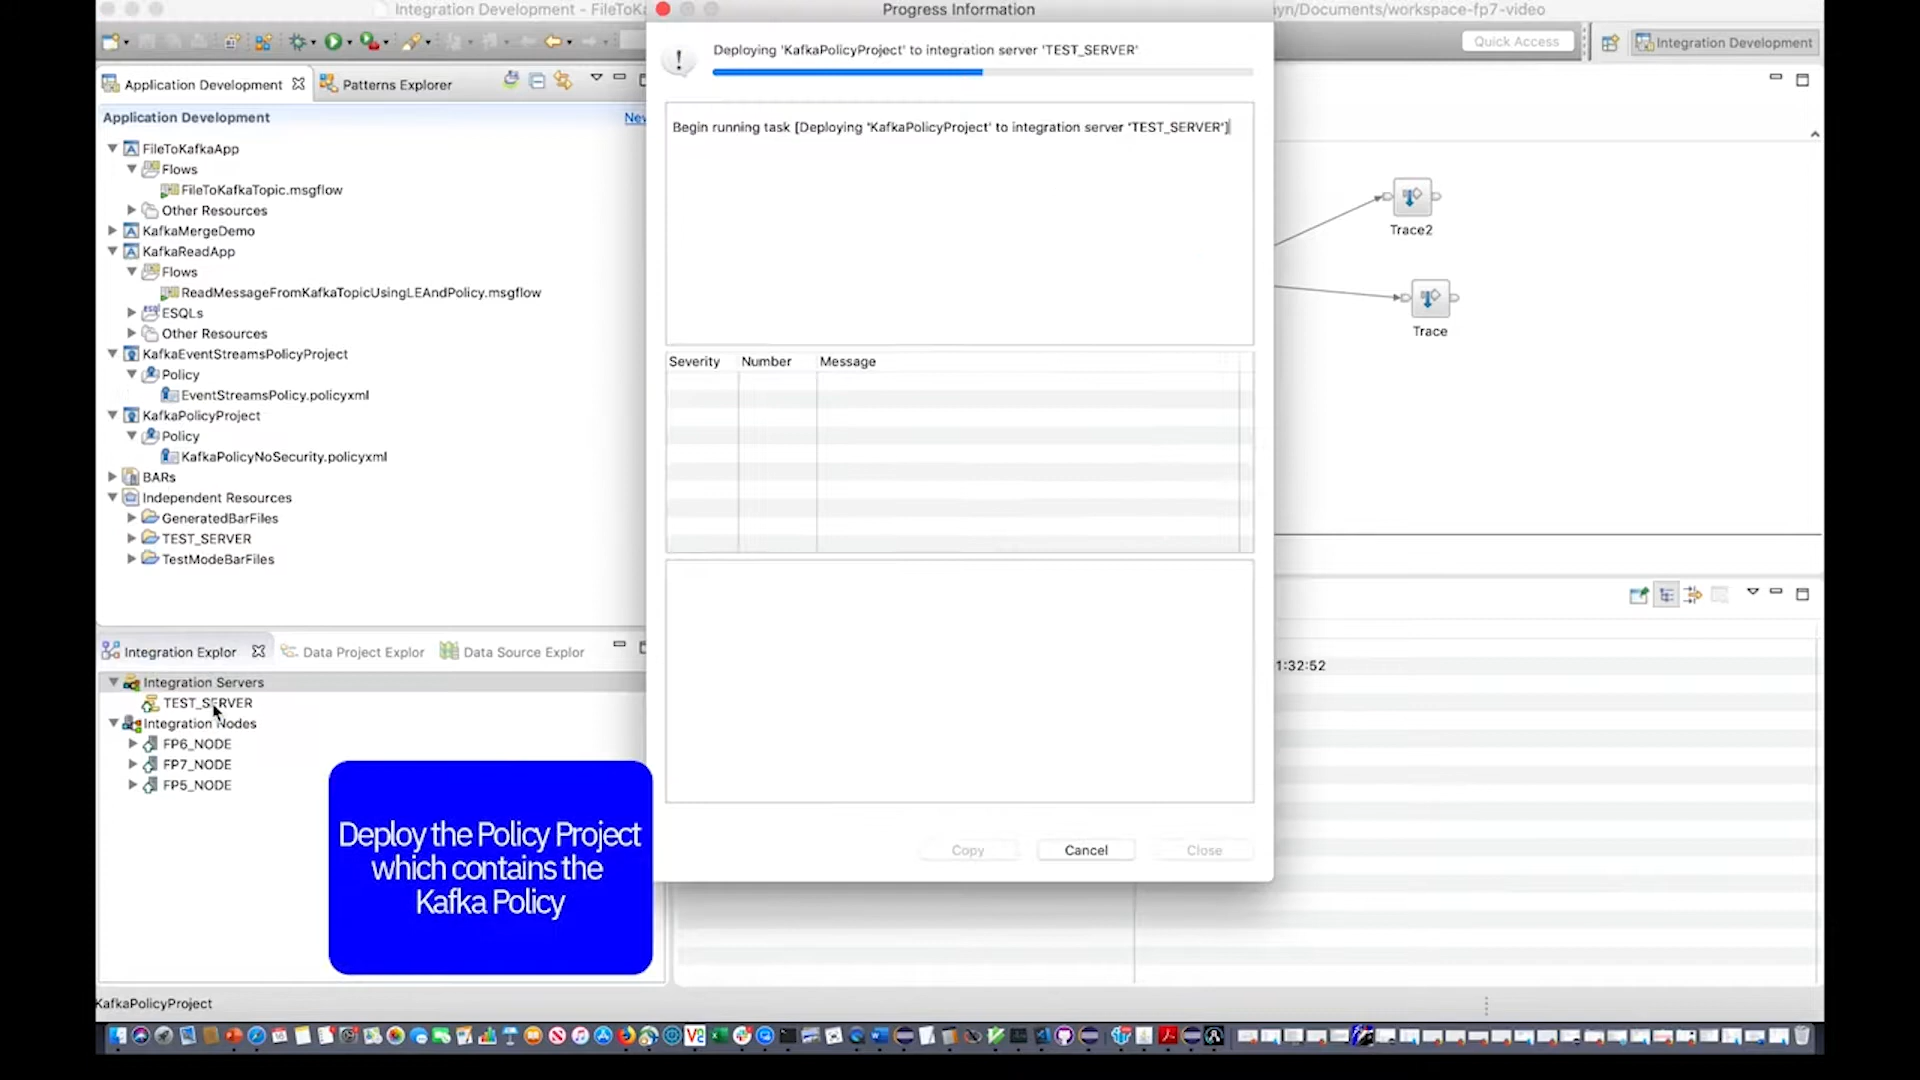 Integration Development - FileToKa
Progress Information
yn/Documents/workspace-fp7-video
Quick Access
Integration Development
Deploying 'KafkaPolicyProject' to integration server 'TEST_SERVER'
Application Development
Patterns Explorer
Application Development
New
Begin running task [Deploying 'KafkaPolicyProject' to integration server 'TEST_SERVER']
FileToKafkaApp
Flows
FileToKafkaTopic.msgflow
Other Resources
KafkaMergeDemo
KafkaReadApp
Flows
ReadMessageFromKafkaTopicUsingLEAndPolicy.msgflow
ESQLs
Other Resources
KafkaEventStreamsPolicyProject
Policy
EventStreamsPolicy.policyxml
KafkaPolicyProject
Policy
KafkaPolicyNoSecurity.policyxml
BARs
Independent Resources
GeneratedBarFiles
TEST_SERVER
TestModeBarFiles
Trace2
Trace
Severity Number Message
Integration Explor
Data Project Explor
Data Source Explor
Integration Servers
TEST_SERVER
Integration Nodes
FP6_NODE
FP7_NODE
FP5_NODE
1:32:52
Deploy the Policy Project
which contains the
Kafka Policy
Copy
Cancel
Close
KafkaPolicyProject